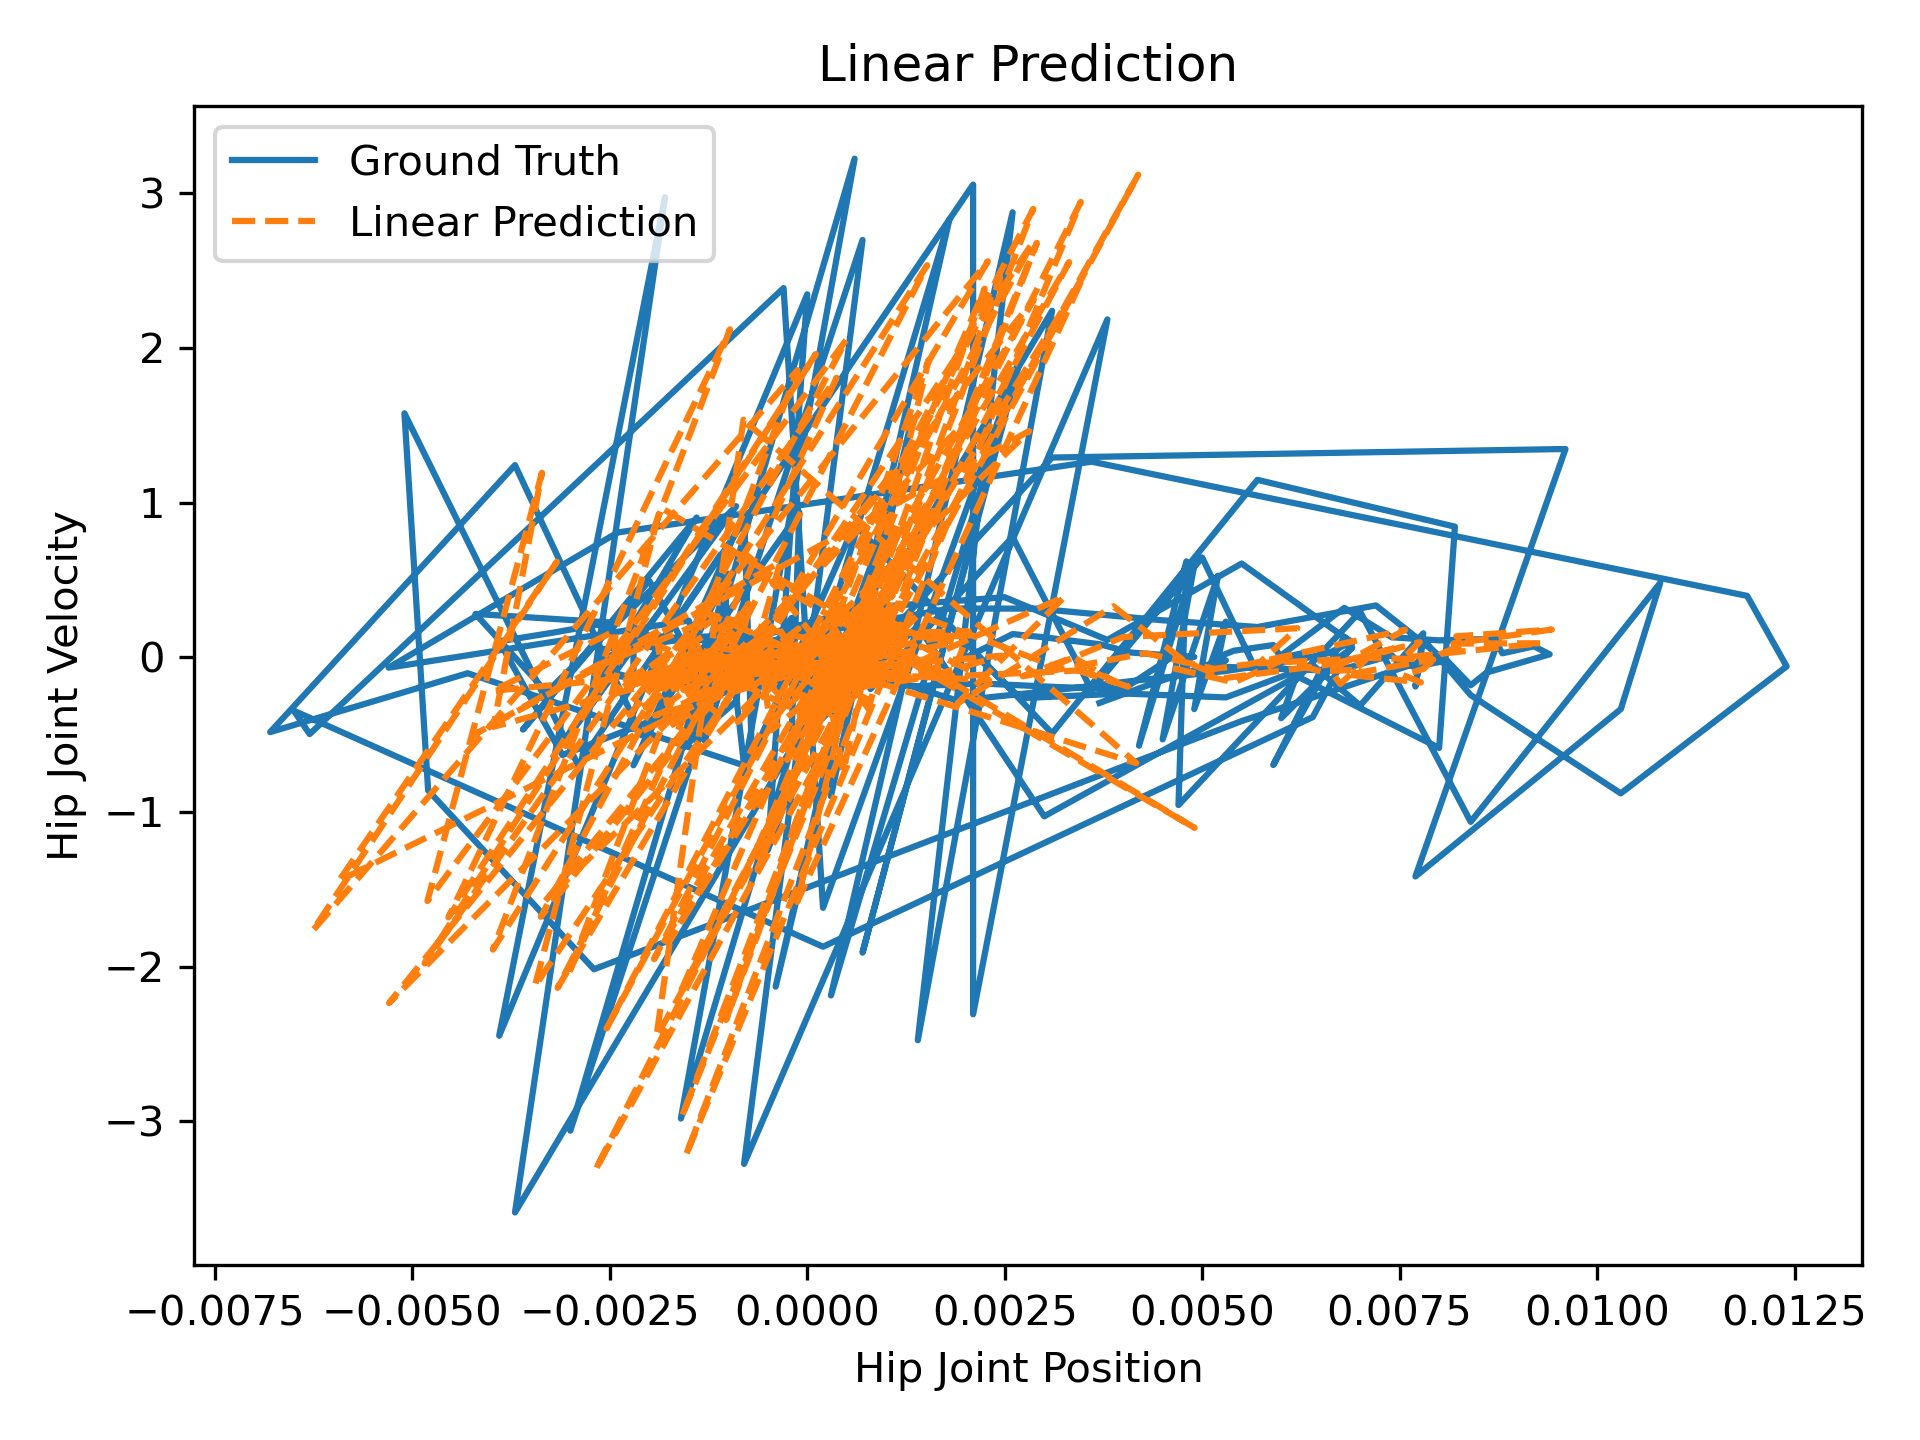 Linear Prediction
Ground Truth
Linear Prediction
Hip Joint Velocity
3
2
1
0
−1
−2
−3
−0.0075 −0.0050 −0.0025 0.0000 0.0025 0.0050 0.0075 0.0100 0.0125
Hip Joint Position